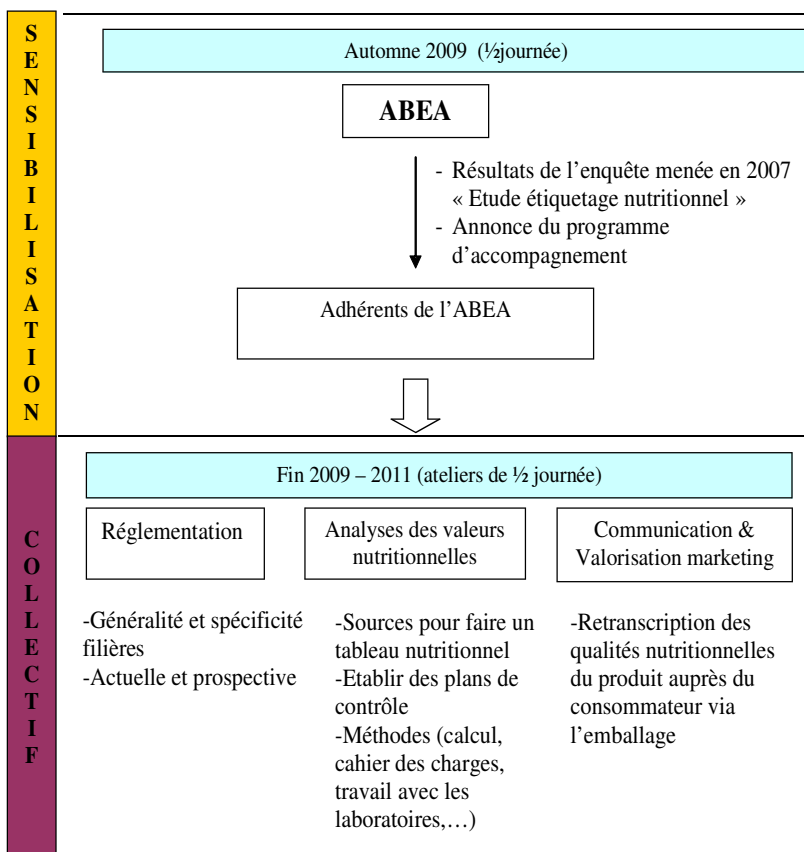 SENSIBILISATION
Automne 2009 (½journée)
ABEA
- Résultats de l'enquête menée en 2007
« Etude étiquetage nutritionnel »
- Annonce du programme
d'accompagnement
Adhérents de l'ABEA
COLLECTIF
Fin 2009 – 2011 (ateliers de ½ journée)
Réglementation
-Généralité et spécificité
filières
-Actuelle et prospective
Analyses des valeurs
nutritionnelles
-Sources pour faire un
tableau nutritionnel
-Etablir des plans de
contrôle
-Méthodes (calcul,
cahier des charges,
travail avec les
laboratoires,…)
Communication &
Valorisation marketing
-Retranscription des
qualités nutritionnelles
du produit auprès du
consommateur via
l'emballage